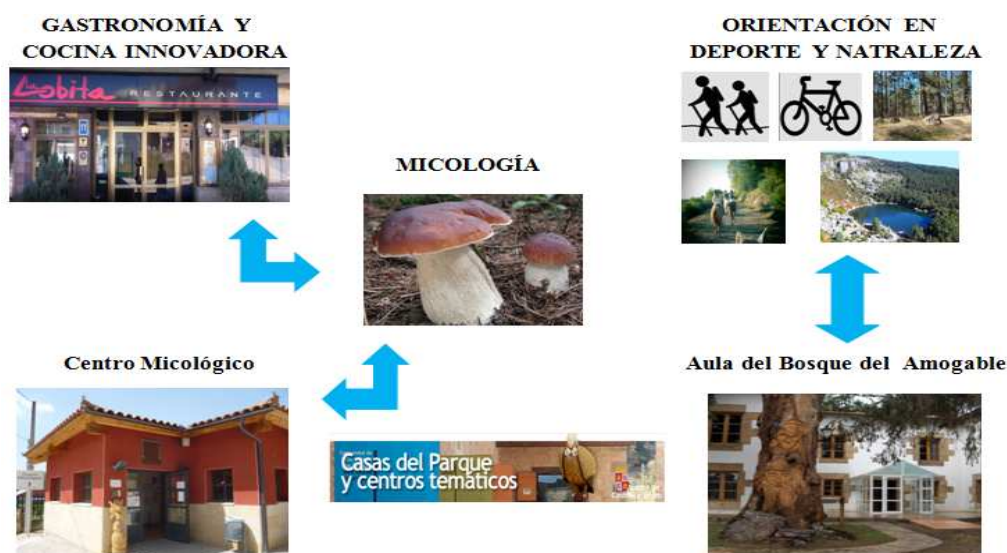 GASTRONOMÍA Y
COCINA INNOVADORA
Lobita RESTAURANTE
ORIENTACIÓN EN
DEPORTE Y NATRALEZA
MICOLOGÍA
Centro Micológico
Aula del Bosque del Amogable
Casas del Parque
y centros temáticos